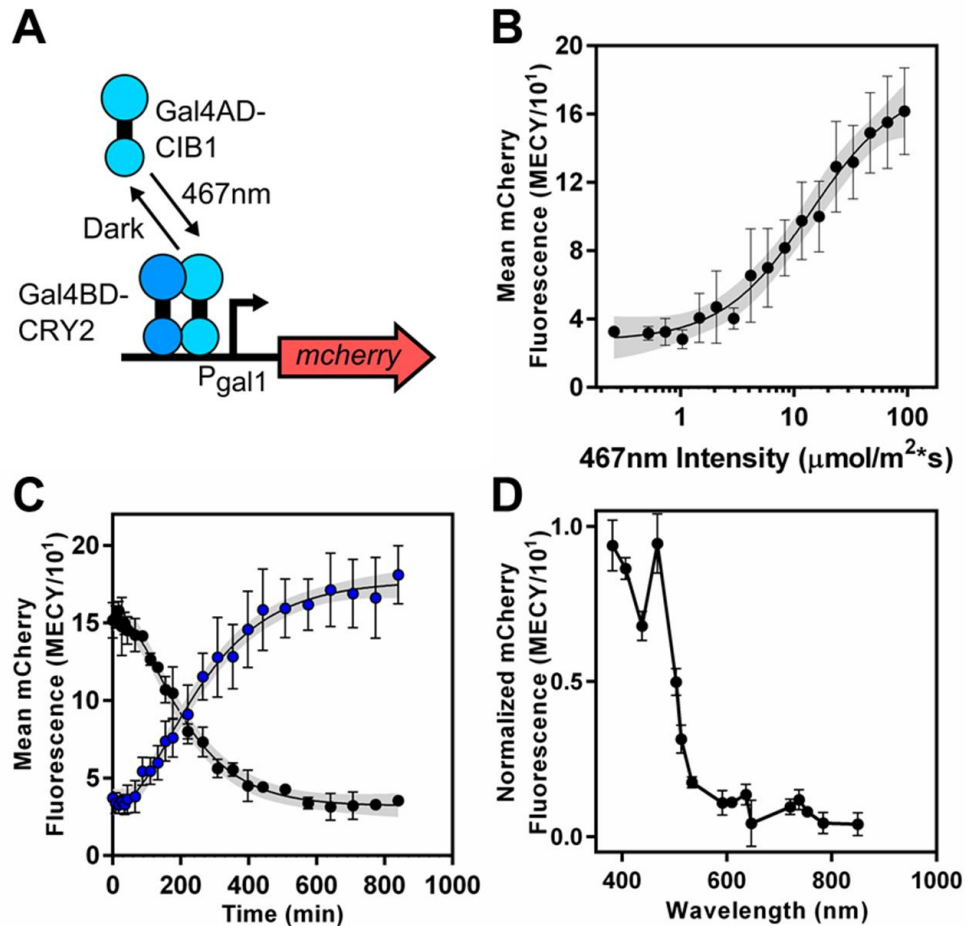 A
Gal4AD-
CIB1
467nm
Dark
Gal4BD-
CRY2
Pgal1
mcherry
B
Mean mCherry
Fluorescence (MECY/10¹)
20
16
12
8
4
0
1
10
100
467nm Intensity (μmol/m²*s)
C
Mean mCherry
Fluorescence (MECY/10¹)
20
15
10
5
0
0
200
400
600
800
1000
Time (min)
D
Normalized mCherry
Fluorescence (MECY/10¹)
1.0
0.5
0.0
400
600
800
1000
Wavelength (nm)